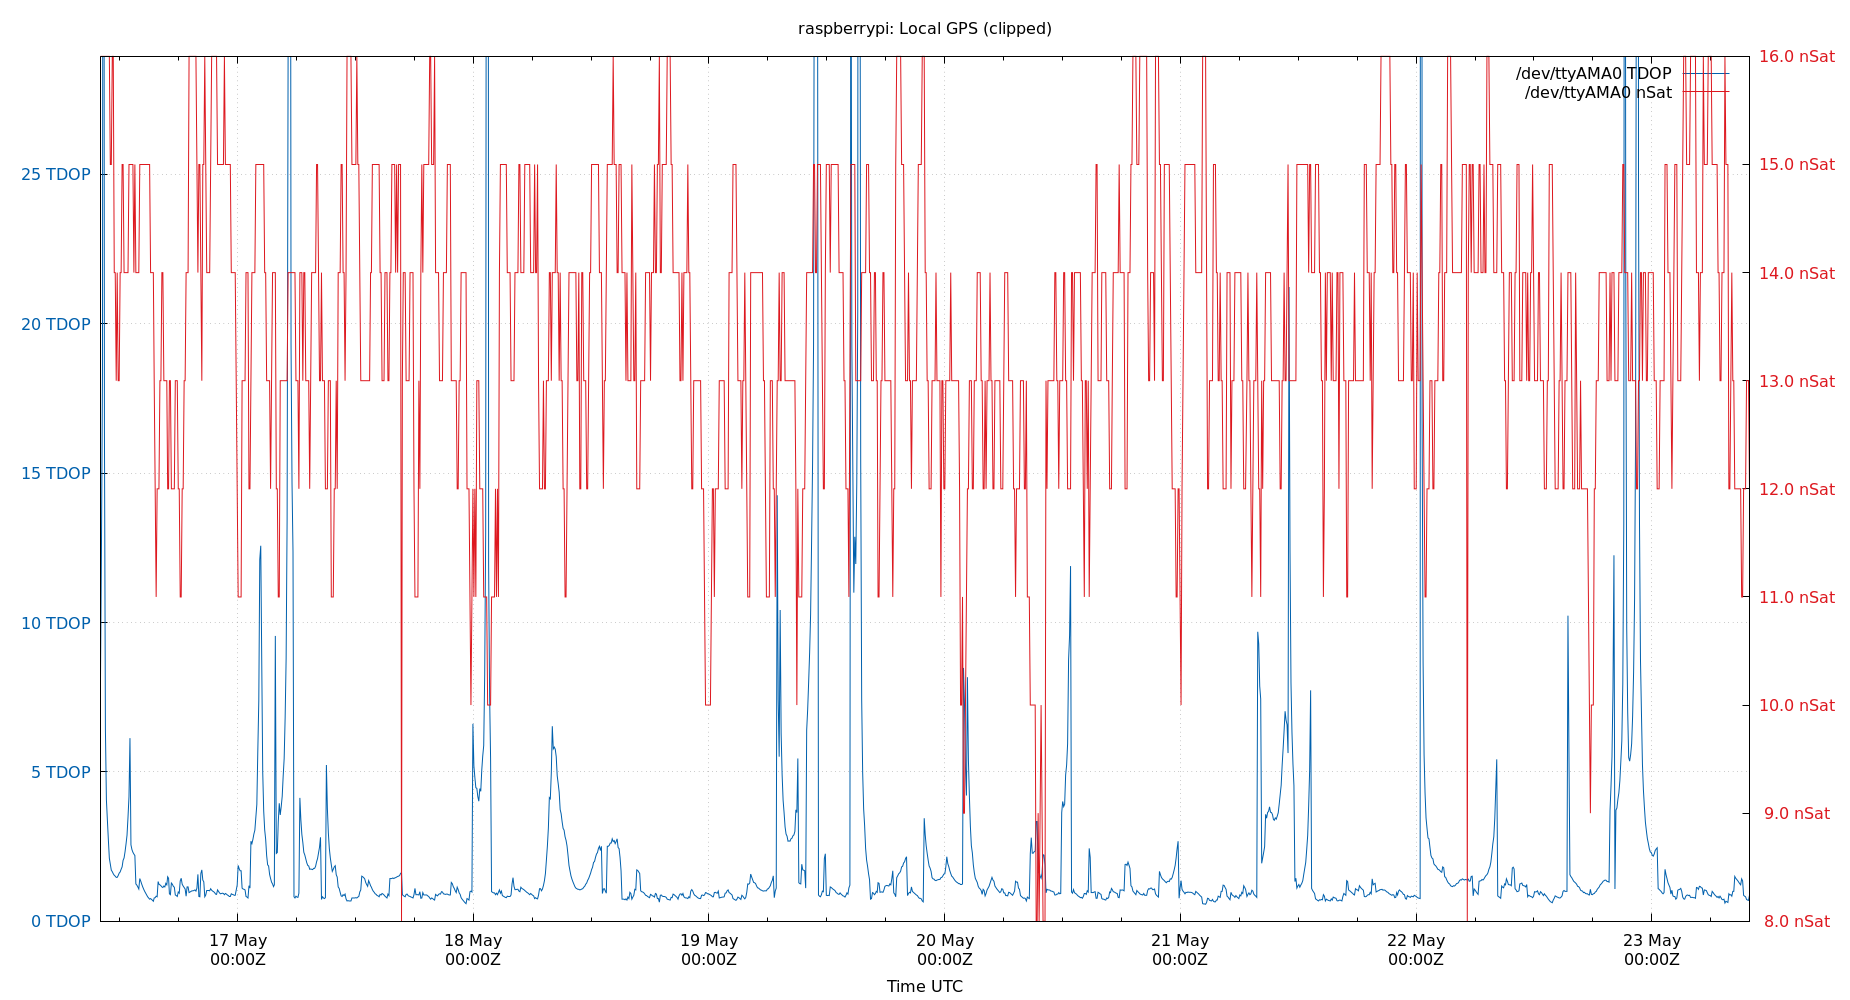 raspberrypi: Local GPS (clipped)
/dev/ttyAMA0 TDOP
/dev/ttyAMA0 nSat
25 TDOP
20 TDOP
15 TDOP
10 TDOP
5 TDOP
0 TDOP
16.0 nSat
15.0 nSat
14.0 nSat
13.0 nSat
12.0 nSat
11.0 nSat
10.0 nSat
9.0 nSat
8.0 nSat
17 May
00:00Z
18 May
00:00Z
19 May
00:00Z
20 May
00:00Z
21 May
00:00Z
22 May
00:00Z
23 May
00:00Z
Time UTC